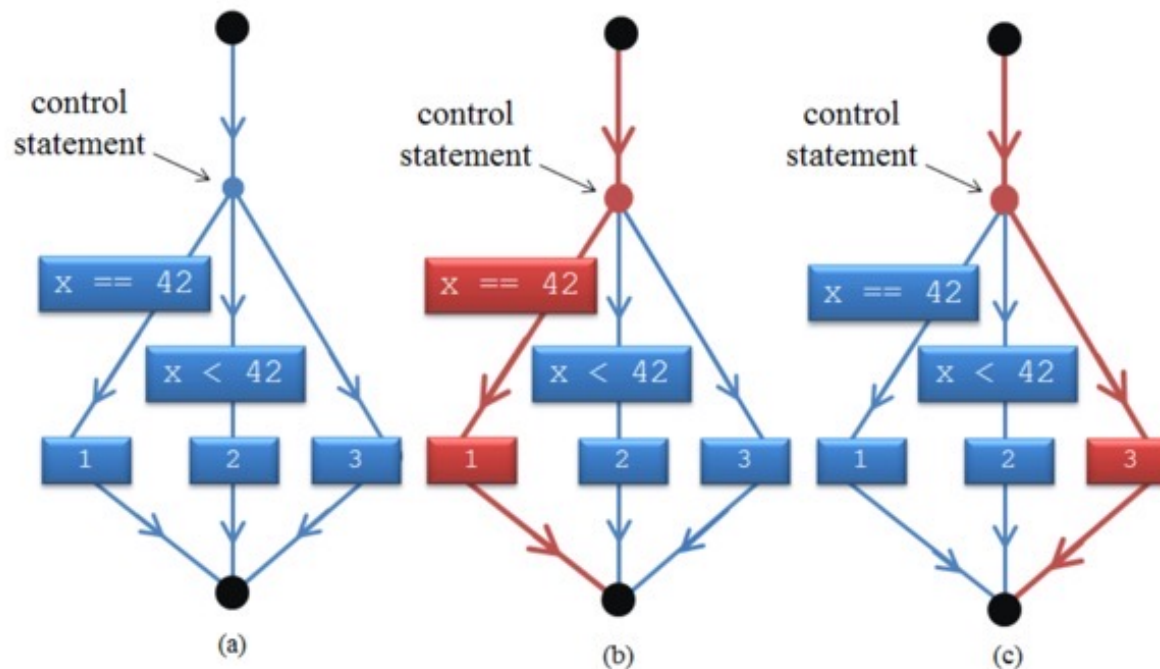 control
statement
x == 42
x < 42
1
2
3
(a)
control
statement
x == 42
x < 42
1
2
3
(b)
control
statement
x == 42
x < 42
1
2
3
(c)